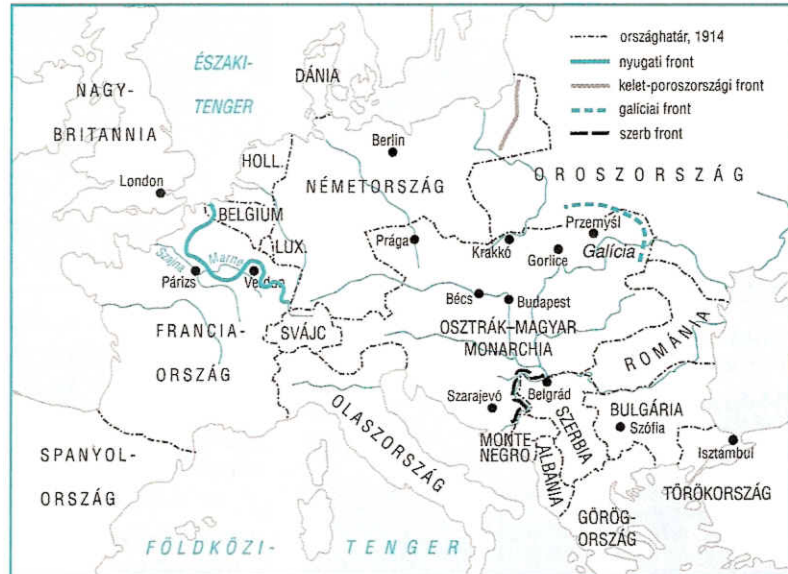 országhatár, 1914
nyugati front
kelet-poroszországi front
galíciai front
szerb front
ÉSZAKI-
TENGER
DÁNIA
NAGY-
BRITANNIA
London
HOLL.
Berlin
NÉMETORSZÁG
OROSZORSZÁG
BELGIUM
LUX.
Prága
Krakkó
Przemyśl
Gorlice
Galícia
Szajna
Marne
Párizs
Verdun
Bécs
Budapest
FRANCIA-
ORSZÁG
SVÁJC
OSZTRÁK–MAGYAR
MONARCHIA
ROMÁNIA
Szarajevó
Belgrád
OLASZORSZÁG
SZERBIA
BULGÁRIA
Szófia
MONTE-
NEGRO
ALBÁNIA
Isztambul
SPANYOL-
ORSZÁG
TÖRÖKORSZÁG
GÖRÖG-
ORSZÁG
FÖLDKÖZI-
TENGER